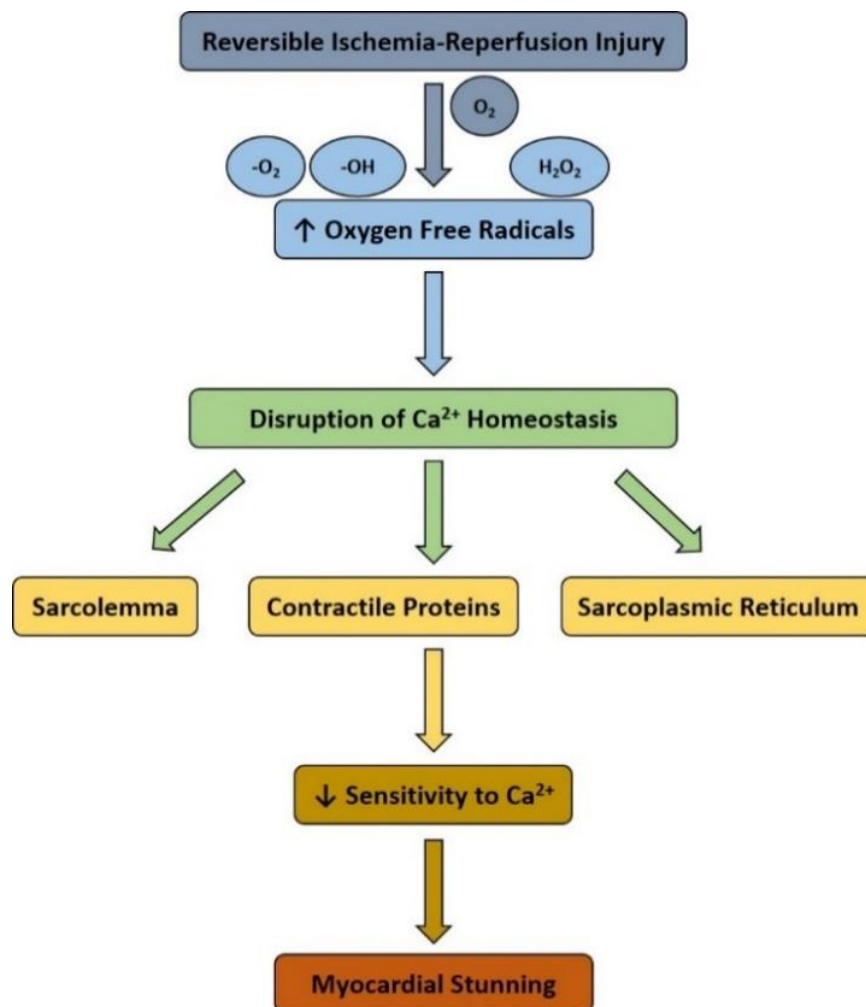 Reversible Ischemia-Reperfusion Injury
O₂
-O₂
-OH
H₂O₂
↑ Oxygen Free Radicals
Disruption of Ca²⁺ Homeostasis
Sarcolemma
Contractile Proteins
Sarcoplasmic Reticulum
↓ Sensitivity to Ca²⁺
Myocardial Stunning